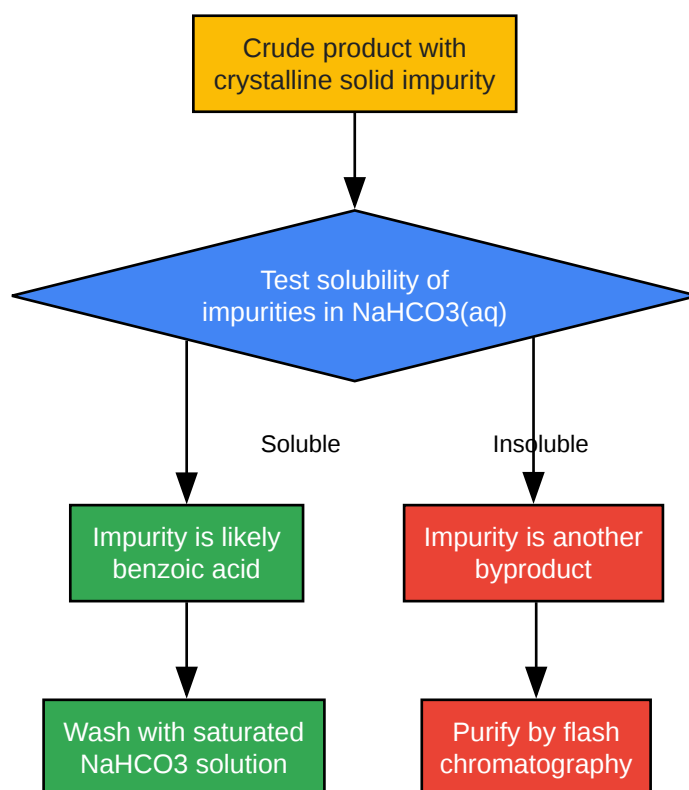 Crude product with
crystalline solid impurity
Test solubility of
impurities in NaHCO3(aq)
Soluble
Insoluble
Impurity is likely
benzoic acid
Impurity is another
byproduct
Wash with saturated
NaHCO3 solution
Purify by flash
chromatography